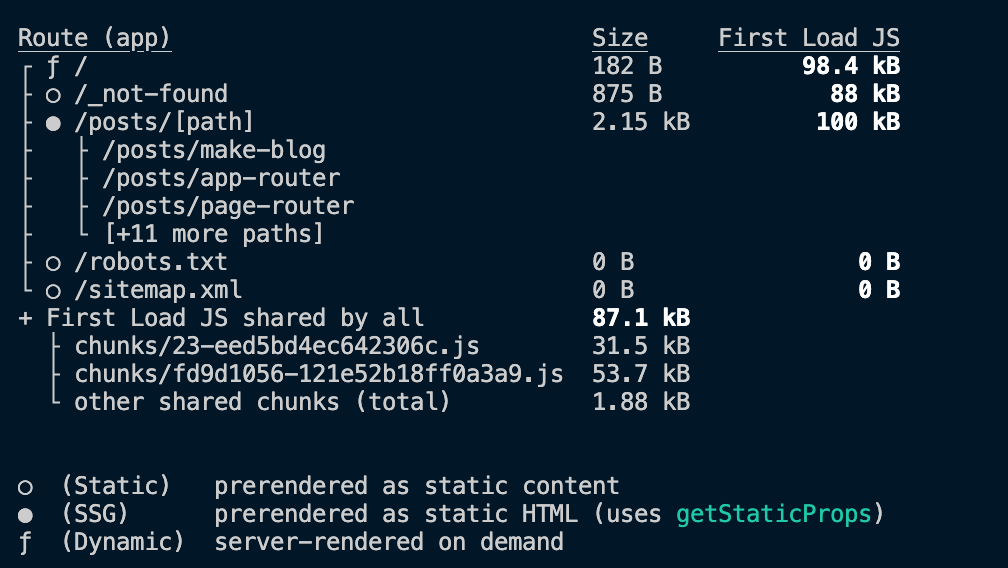 Route (app) Size First Load JS
┌ ƒ / 182 B 98.4 kB
├ ○ /_not-found 875 B 88 kB
├ ● /posts/[path] 2.15 kB 100 kB
├   ├ /posts/make-blog
├   ├ /posts/app-router
├   ├ /posts/page-router
├   └ [+11 more paths]
├ ○ /robots.txt 0 B 0 B
└ ○ /sitemap.xml 0 B 0 B
+ First Load JS shared by all 87.1 kB
  ├ chunks/23-eed5bd4ec642306c.js 31.5 kB
  ├ chunks/fd9d1056-121e52b18ff0a3a9.js 53.7 kB
  └ other shared chunks (total) 1.88 kB
○ (Static) prerendered as static content
● (SSG) prerendered as static HTML (uses getStaticProps)
ƒ (Dynamic) server-rendered on demand